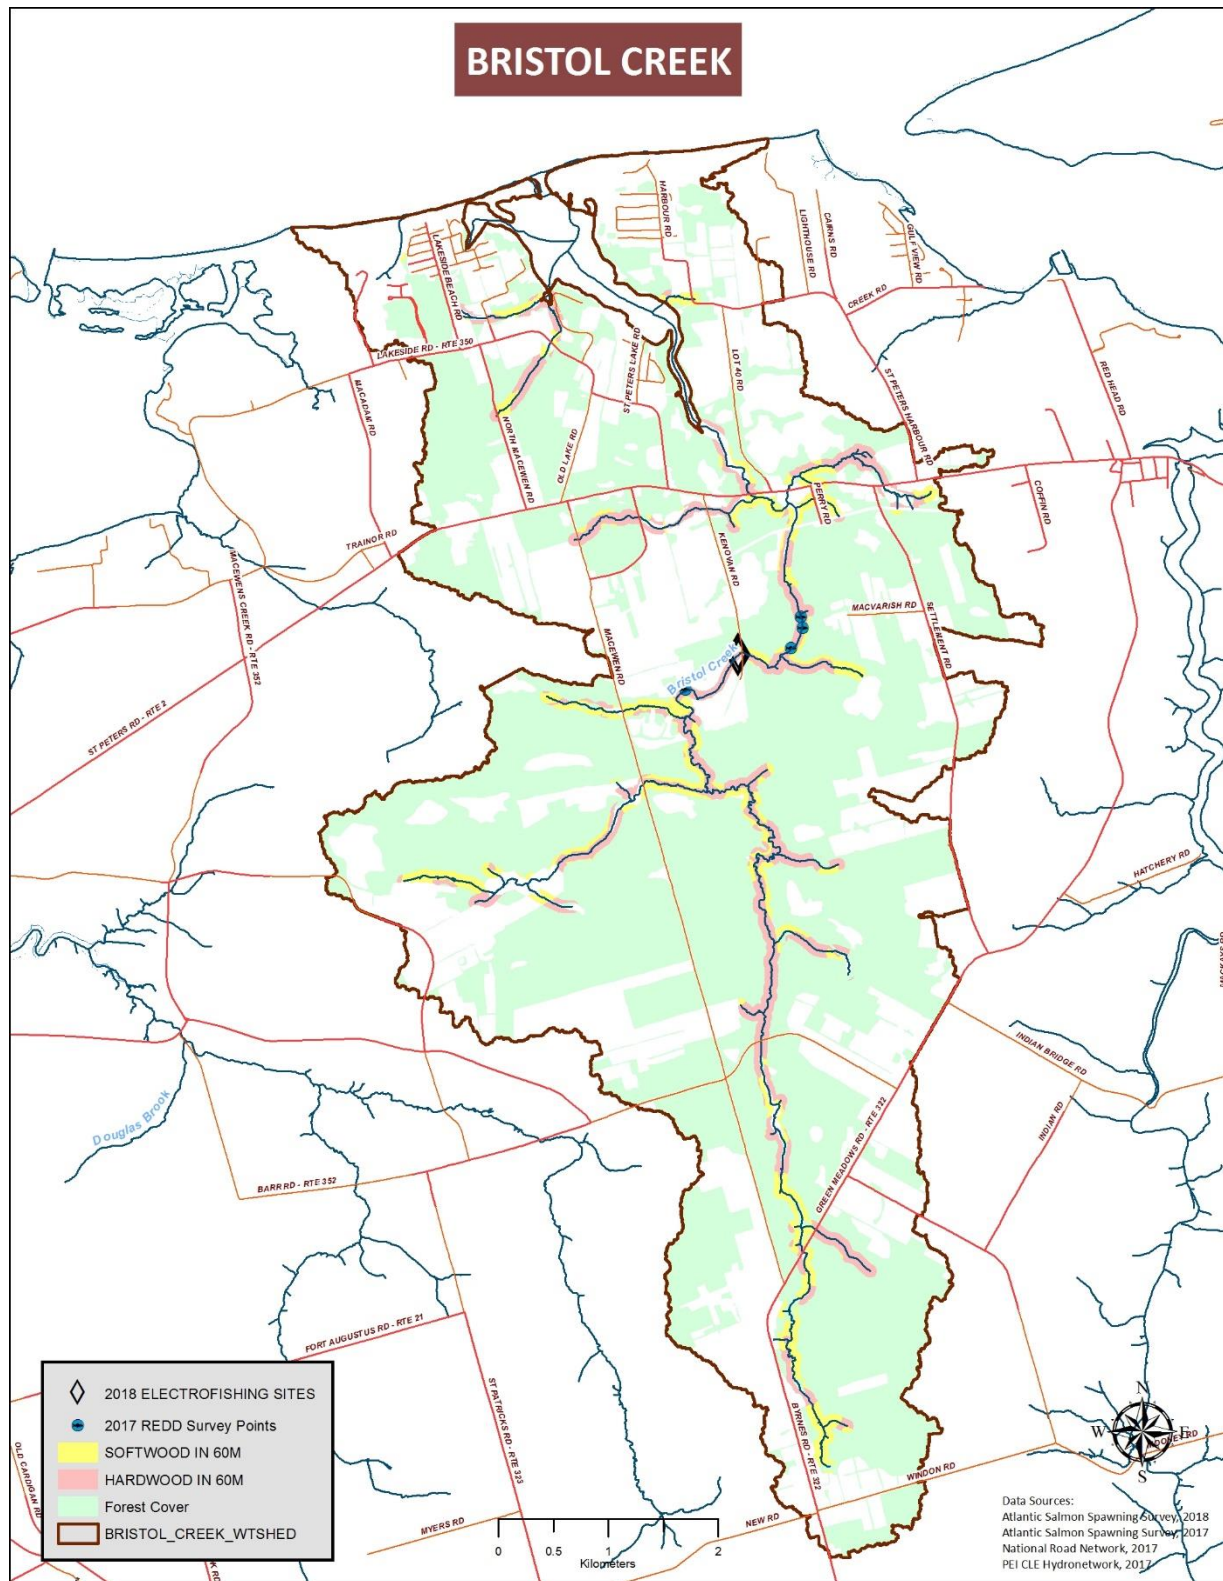 BRISTOL CREEK
HARBOUR RD
LIGHTHOUSE RD
CAIRNS RD
GULF VIEW RD
LAKESIDE BEACH RD
CREEK RD
LAKESIDE RD - RTE 350
ST PETERS LAKE RD
LOT 40 RD
ST PETERS HARBOUR RD
RED HEAD RD
MACADAM RD
NORTH MACEWEN RD
OLD LAKE RD
PERRY RD
COFFIN RD
TRAINOR RD
KENOVAN RD
MACEWENS CREEK RD - RTE 352
MACVARISH RD
SETTLEMENT RD
MACEWEN RD
Bristol Creek
ST PETERS RD - RTE 2
HATCHERY RD
INDIAN BRIDGE RD
INDIAN RD
Douglas Brook
GREEN MEADOWS RD - RTE 322
BARR RD - RTE 352
FORT AUGUSTUS RD - RTE 21
ST PATRICKS RD - RTE 323
BYRNES RD - RTE 322
OLD CARDIGAN RD
WINDON RD
MYERS RD
NEW RD
N
W E
S
2018 ELECTROFISHING SITES
2017 REDD Survey Points
SOFTWOOD IN 60M
HARDWOOD IN 60M
Forest Cover
BRISTOL_CREEK_WTSHED
0 0.5 1 2
Kilometers
Data Sources:
Atlantic Salmon Spawning Survey, 2018
Atlantic Salmon Spawning Survey, 2017
National Road Network, 2017
PEI CLE Hydronetwork, 2017